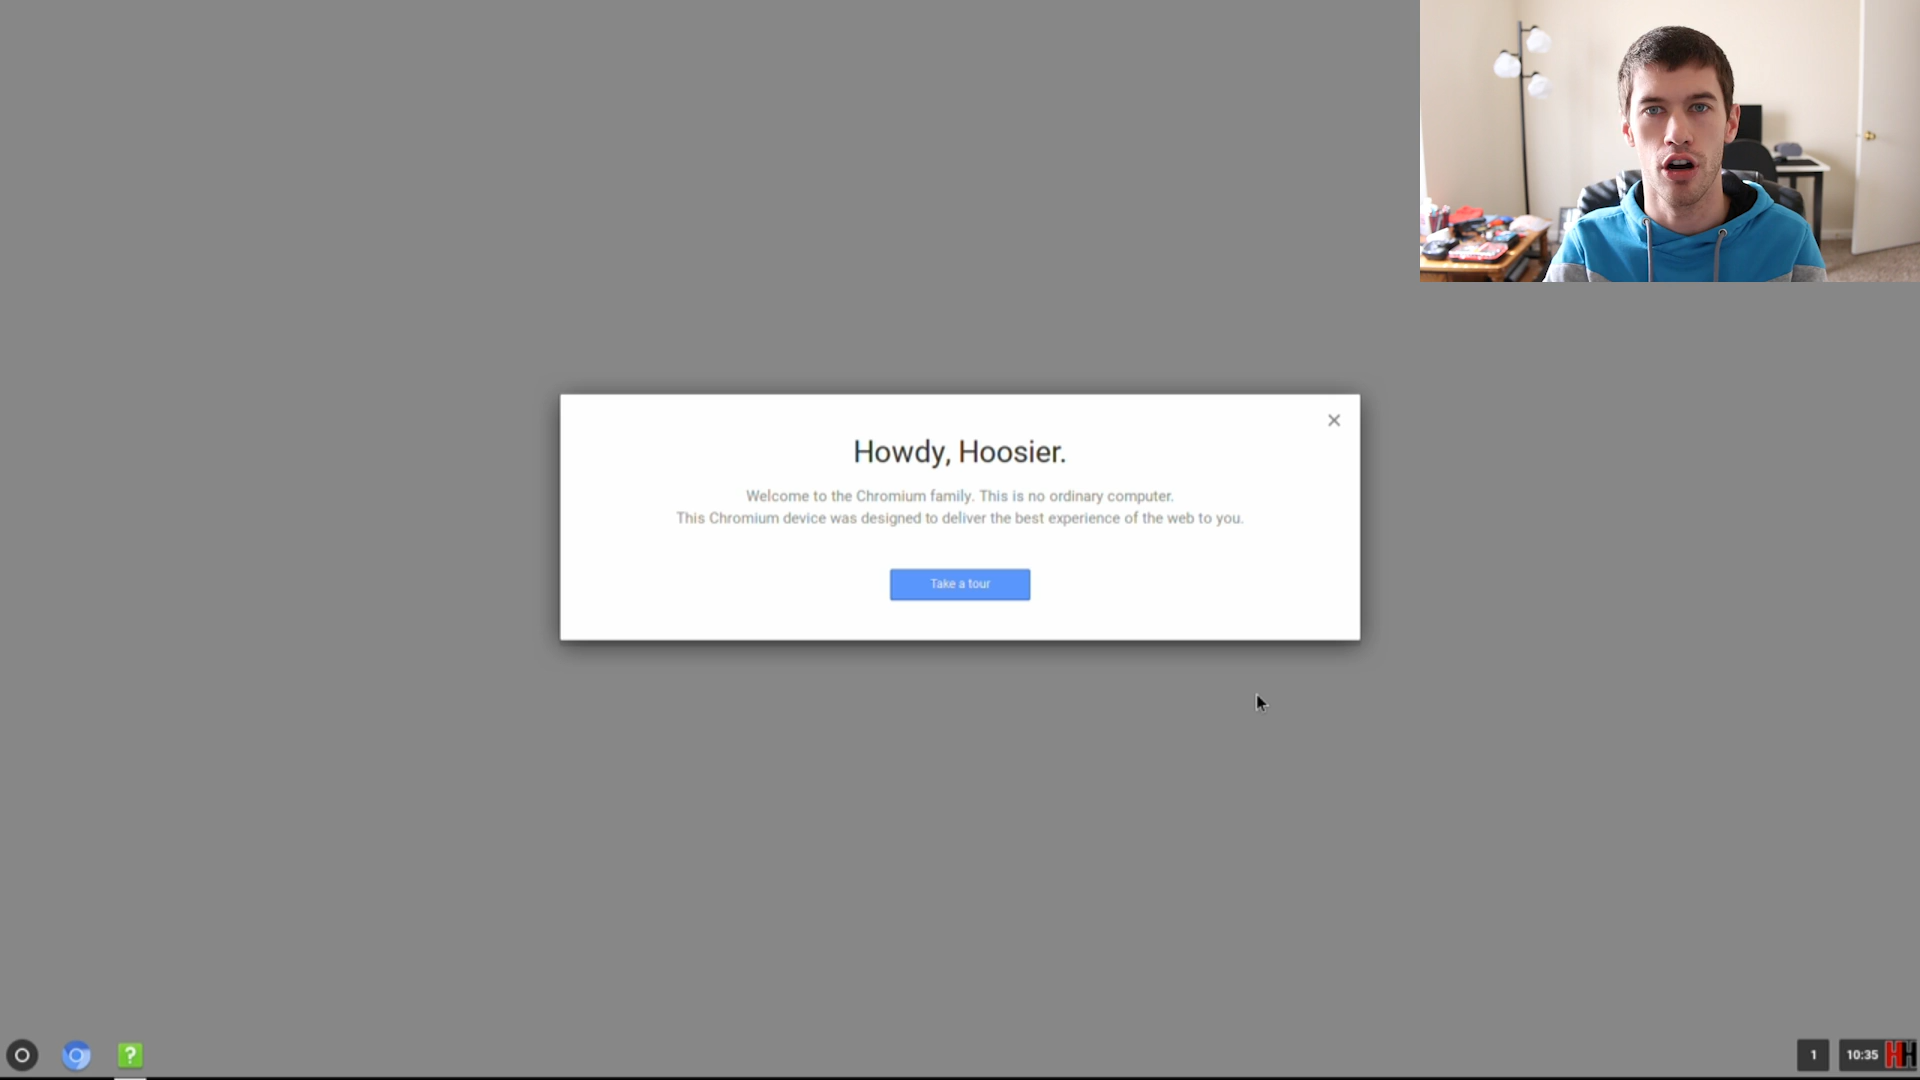 Howdy, Hoosier.
Welcome to the Chromium family. This is no ordinary computer.
This Chromium device was designed to deliver the best experience of the web to you.
Take a tour
?
1
10:35
HH